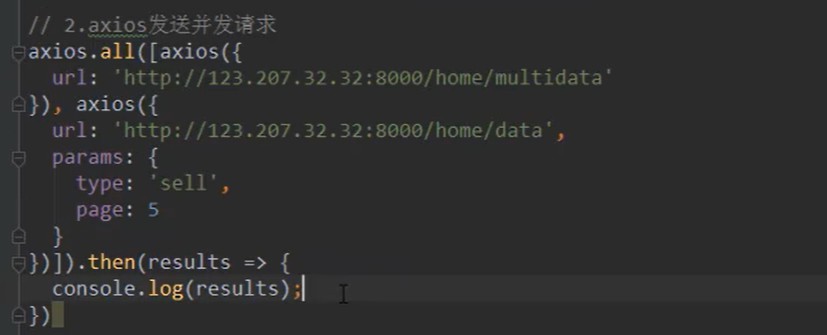 // 2.axios发送并发请求
axios.all([axios({
  url: 'http://123.207.32.32:8000/home/multidata'
}), axios({
  url: 'http://123.207.32.32:8000/home/data',
  params: {
    type: 'sell',
    page: 5
  }
})]).then(results => {
  console.log(results);
})